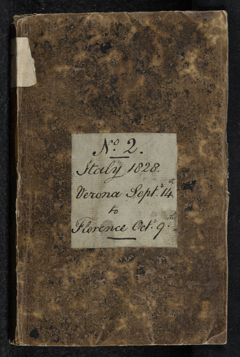 No. 2.
Italy 1828.
Verona Sept. 14th
to
Florence Oct. 9th